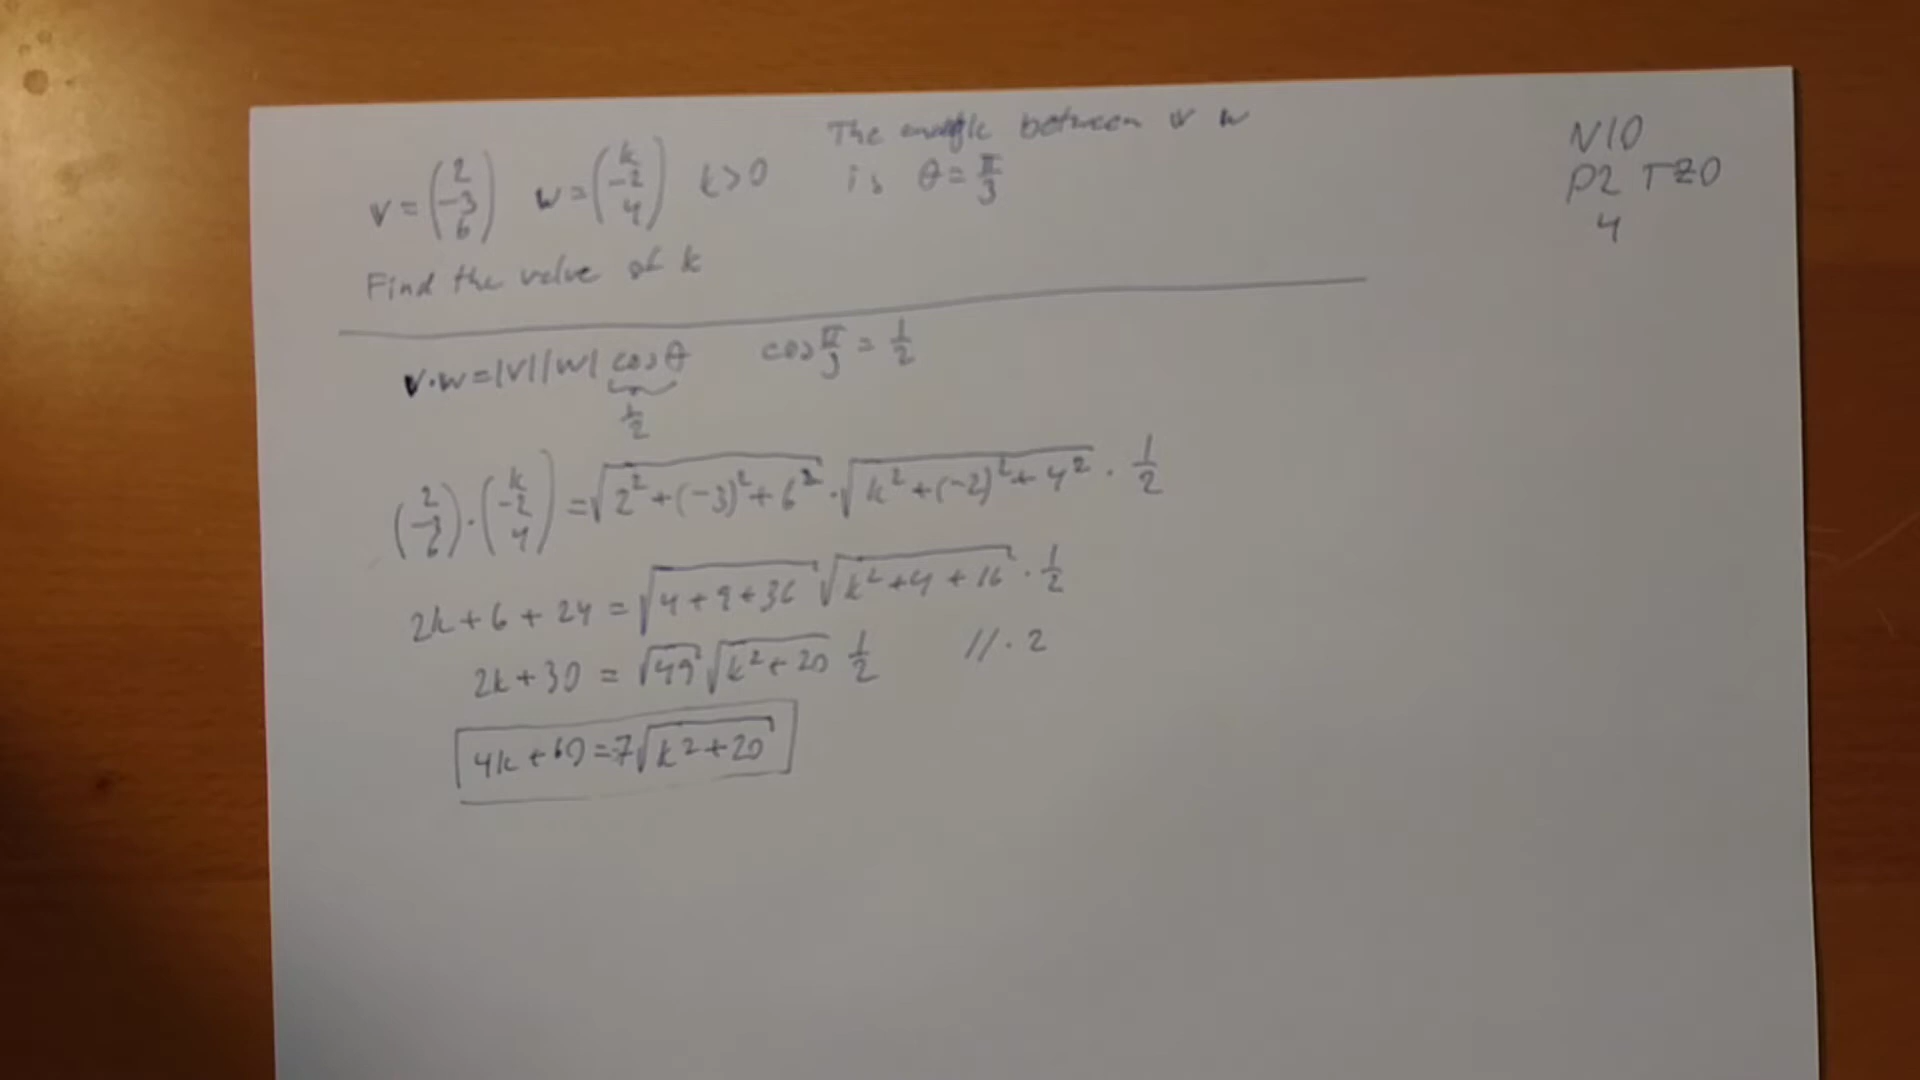 v = (2 -3 6) w = (k -2 4) k>0 The angle between v w
is θ = π/3
Find the value of k
N10
P2 TZ0
4
v·w = |v||w| cos θ cos π/3 = 1/2
1/2
(2 -3 6)·(k -2 4) = √(2²+(-3)²+6²)·√(k²+(-2)²+4²) · 1/2
2k+6+24 = √(4+9+36) √(k²+4+16) · 1/2
2k+30 = √49 √(k²+20) 1/2 //·2
4k+60=7√(k²+20)